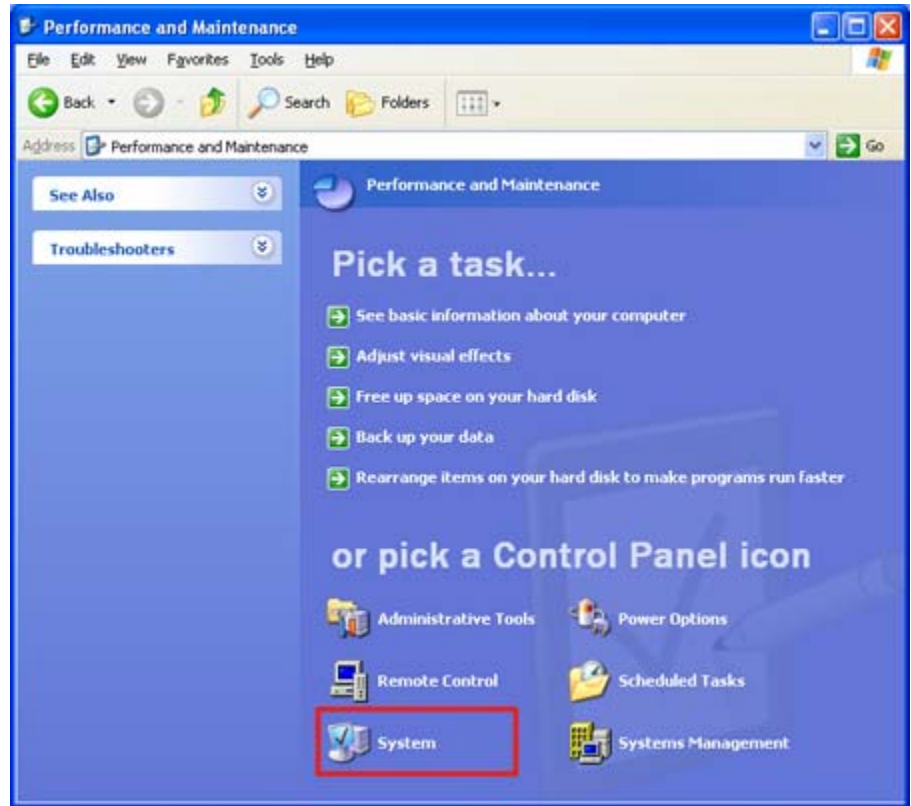 Performance and Maintenance
File Edit View Favorites Tools Help
Back Search Folders
Address Performance and Maintenance Go
See Also
Troubleshooters
Performance and Maintenance
Pick a task...
See basic information about your computer
Adjust visual effects
Free up space on your hard disk
Back up your data
Rearrange items on your hard disk to make programs run faster
or pick a Control Panel icon
Administrative Tools Power Options
Remote Control Scheduled Tasks
System Systems Management